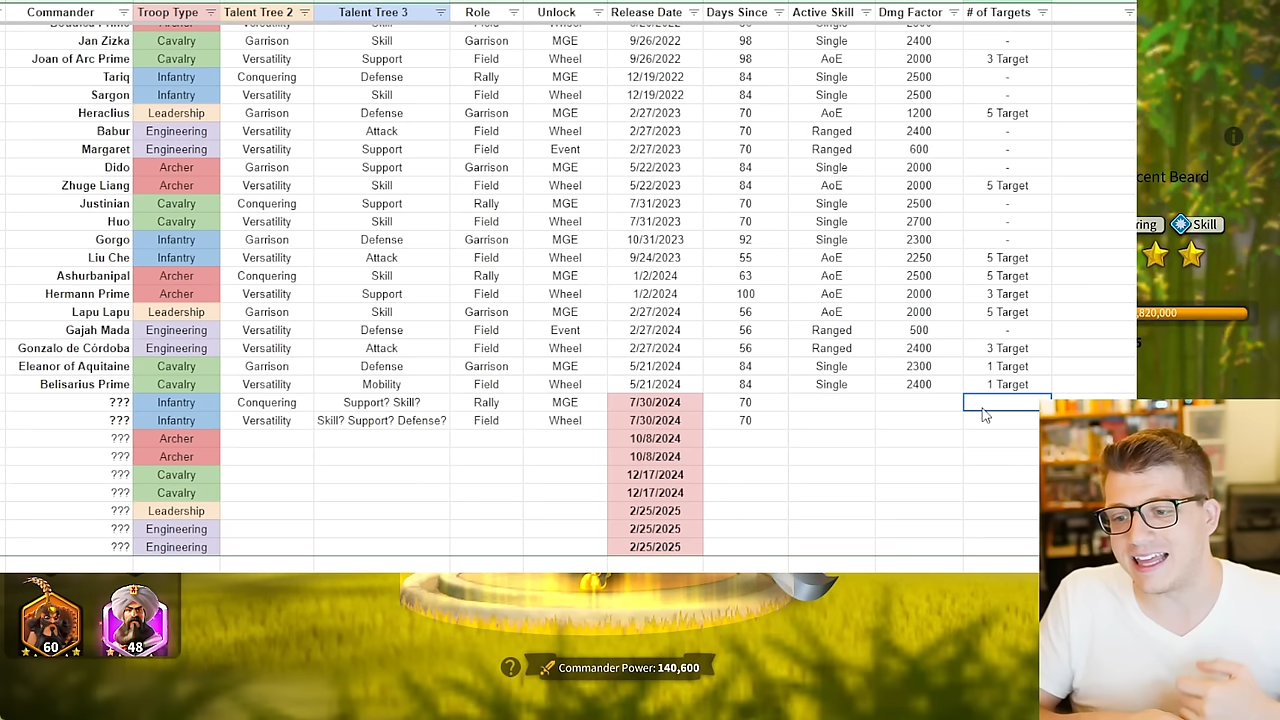 Commander Troop Type Talent Tree 2 Talent Tree 3 Role Unlock Release Date Days Since Active Skill Dmg Factor # of Targets
Jan Zizka Cavalry Garrison Skill Garrison MGE 9/26/2022 98 Single 2400 -
Joan of Arc Prime Cavalry Versatility Support Field Wheel 9/26/2022 98 AoE 2000 3 Target
Tariq Infantry Conquering Defense Rally MGE 12/19/2022 84 Single 2500 -
Sargon Infantry Versatility Skill Field Wheel 12/19/2022 84 Single 2500 -
Heraclius Leadership Garrison Defense Garrison MGE 2/27/2023 70 AoE 1200 5 Target
Babur Engineering Versatility Attack Field Wheel 2/27/2023 70 Ranged 2400 -
Margaret Engineering Versatility Support Field Event 2/27/2023 70 Ranged 600 -
Dido Archer Garrison Support Garrison MGE 5/22/2023 84 Single 2000 -
Zhuge Liang Archer Versatility Skill Field Wheel 5/22/2023 84 AoE 2000 5 Target
Justinian Cavalry Conquering Support Rally MGE 7/31/2023 70 Single 2500 -
Huo Cavalry Versatility Skill Field Wheel 7/31/2023 70 Single 2700 -
Gorgo Infantry Garrison Defense Garrison MGE 10/31/2023 92 Single 2300 -
Liu Che Infantry Versatility Attack Field Wheel 9/24/2023 55 AoE 2250 5 Target
Ashurbanipal Archer Conquering Skill Rally MGE 1/2/2024 63 AoE 2500 5 Target
Hermann Prime Archer Versatility Support Field Wheel 1/2/2024 100 AoE 2000 3 Target
Lapu Lapu Leadership Garrison Skill Garrison MGE 2/27/2024 56 AoE 2000 5 Target
Gajah Mada Engineering Versatility Defense Field Event 2/27/2024 56 Ranged 500 -
Gonzalo de Córdoba Engineering Versatility Attack Field Wheel 2/27/2024 56 Ranged 2400 3 Target
Eleanor of Aquitaine Cavalry Garrison Defense Garrison MGE 5/21/2024 84 Single 2300 1 Target
Belisarius Prime Cavalry Versatility Mobility Field Wheel 5/21/2024 84 Single 2400 1 Target
??? Infantry Conquering Support? Skill? Rally MGE 7/30/2024 70
??? Infantry Versatility Skill? Support? Defense? Field Wheel 7/30/2024 70
??? Archer 10/8/2024
??? Archer 10/8/2024
??? Cavalry 12/17/2024
??? Cavalry 12/17/2024
??? Leadership 2/25/2025
??? Engineering 2/25/2025
??? Engineering 2/25/2025
cent Beard
ring Skill
,820,000
60 48
? Commander Power: 140,600